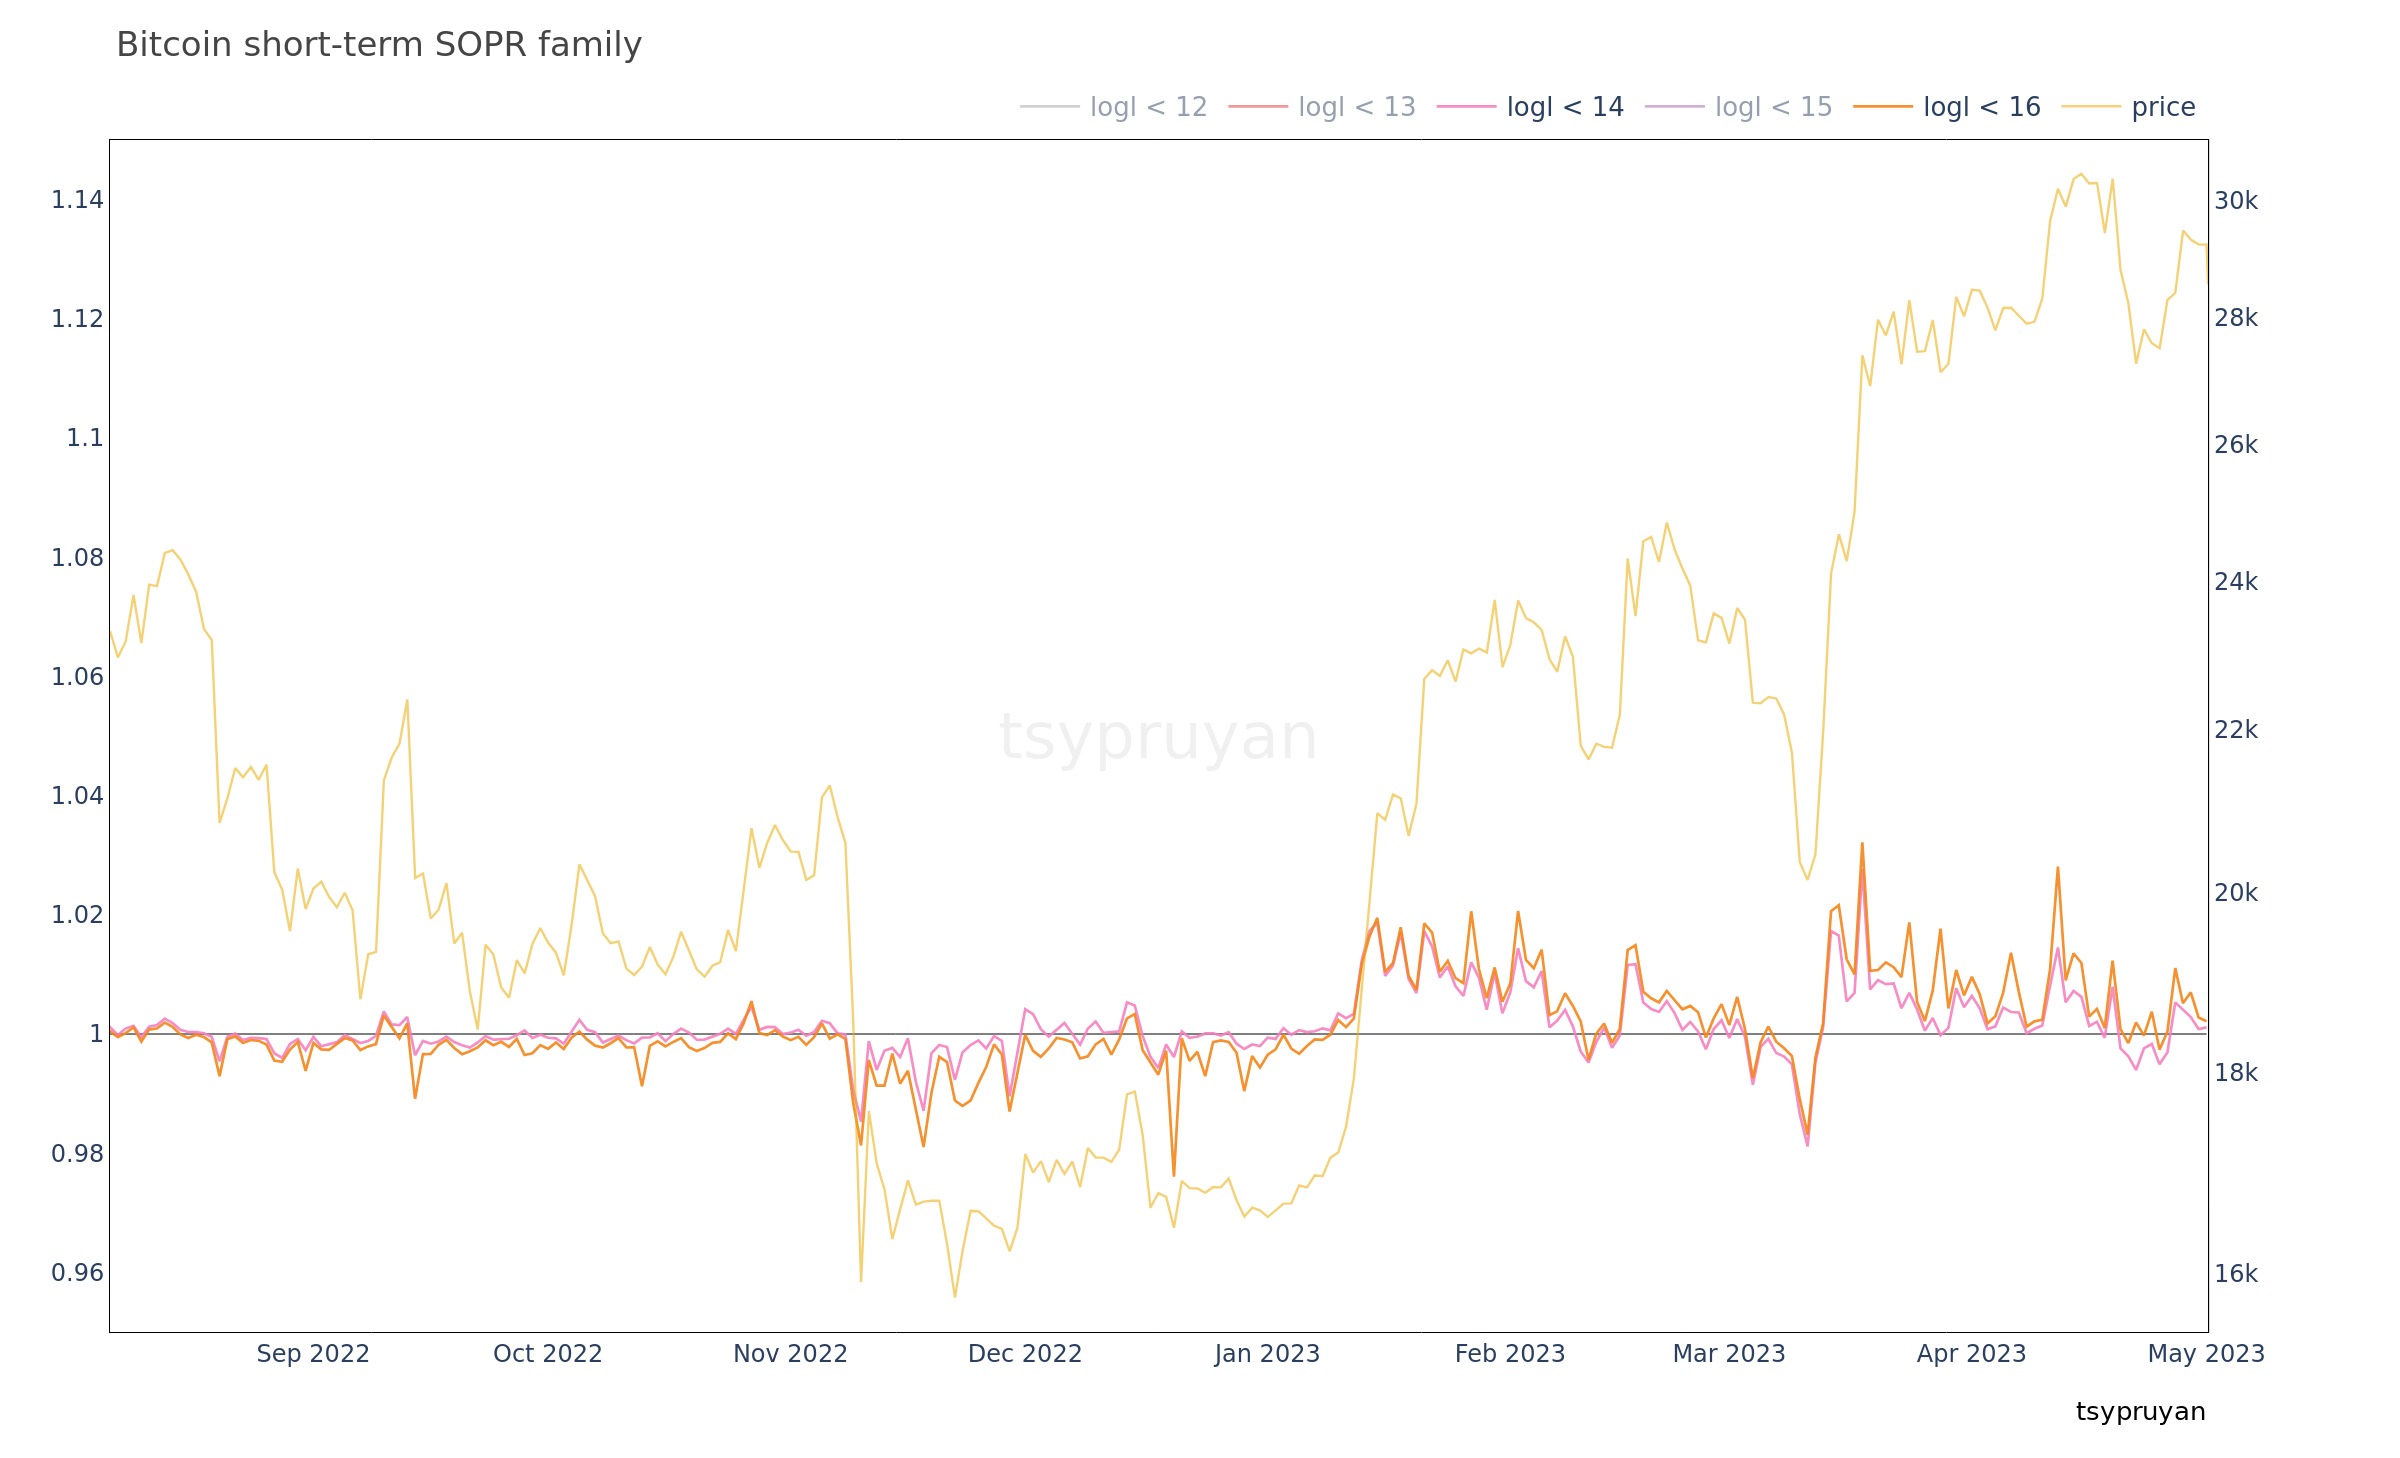 Bitcoin short-term SOPR family
logl < 12 logl < 13 logl < 14 logl < 15 logl < 16 price
1.14
1.12
1.1
1.08
1.06
1.04
1.02
1
0.98
0.96
30k
28k
26k
24k
22k
20k
18k
16k
tsypruyan
Sep 2022 Oct 2022 Nov 2022 Dec 2022 Jan 2023 Feb 2023 Mar 2023 Apr 2023 May 2023
tsypruyan